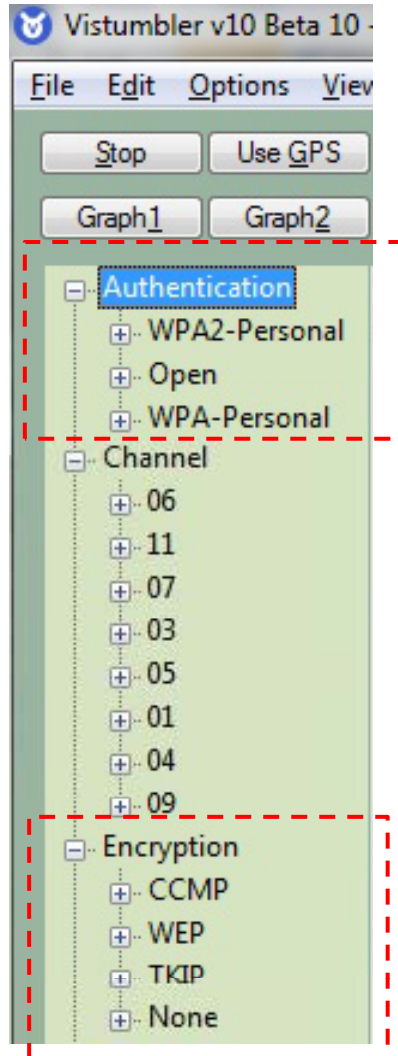 Vistumbler v10 Beta 10 -
File Edit Options View
Stop Use GPS
Graph1 Graph2
Authentication
WPA2-Personal
Open
WPA-Personal
Channel
06
11
07
03
05
01
04
09
Encryption
CCMP
WEP
TKIP
None